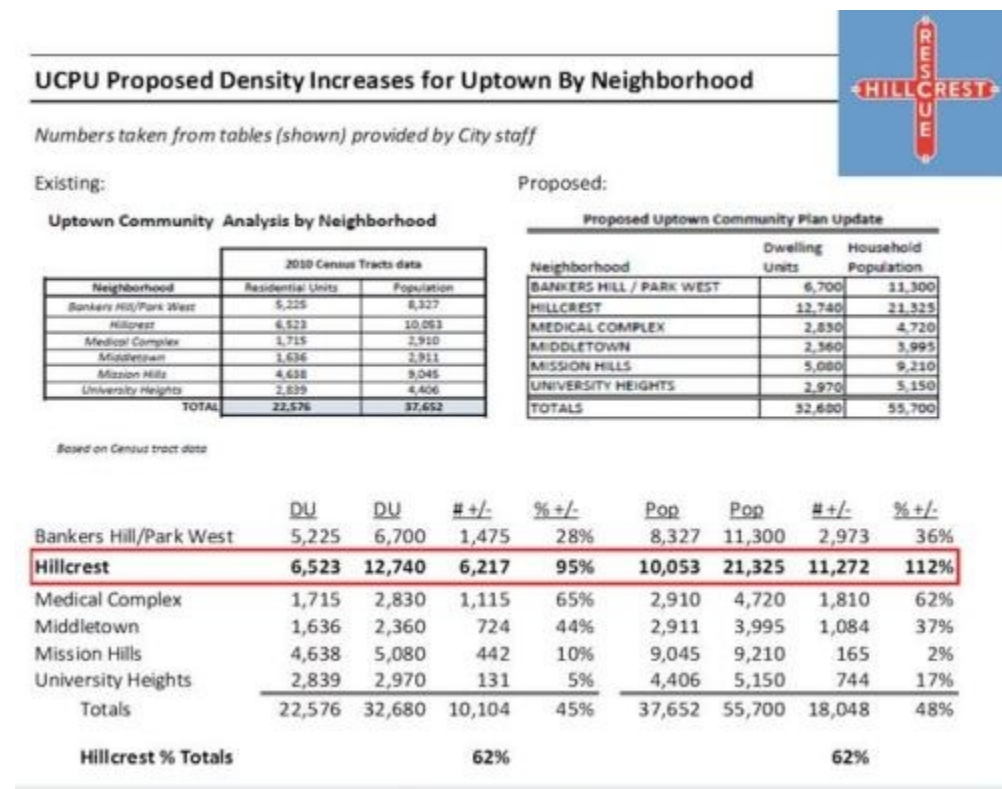 RESCUE
HILLCREST
UCPU Proposed Density Increases for Uptown By Neighborhood
Numbers taken from tables (shown) provided by City staff
Existing:
Uptown Community Analysis by Neighborhood
2010 Census Tracts data
Neighborhood Residential Units Population
Bankers Hill/Park West 5,225 8,327
Hillcrest 6,523 10,053
Medical Complex 1,715 2,910
Middletown 1,636 2,911
Mission Hills 4,638 9,045
University Heights 2,839 4,406
TOTAL 22,576 37,652
Based on Census tract data
Proposed:
Proposed Uptown Community Plan Update
Dwelling Household
Neighborhood Units Population
BANKERS HILL / PARK WEST 6,700 11,300
HILLCREST 12,740 21,325
MEDICAL COMPLEX 2,830 4,720
MIDDLETOWN 2,360 3,995
MISSION HILLS 5,080 9,210
UNIVERSITY HEIGHTS 2,970 5,150
TOTALS 32,680 55,700
DU DU # +/- % +/- Pop Pop # +/- % +/-
Bankers Hill/Park West 5,225 6,700 1,475 28% 8,327 11,300 2,973 36%
Hillcrest 6,523 12,740 6,217 95% 10,053 21,325 11,272 112%
Medical Complex 1,715 2,830 1,115 65% 2,910 4,720 1,810 62%
Middletown 1,636 2,360 724 44% 2,911 3,995 1,084 37%
Mission Hills 4,638 5,080 442 10% 9,045 9,210 165 2%
University Heights 2,839 2,970 131 5% 4,406 5,150 744 17%
Totals 22,576 32,680 10,104 45% 37,652 55,700 18,048 48%
Hillcrest % Totals 62% 62%